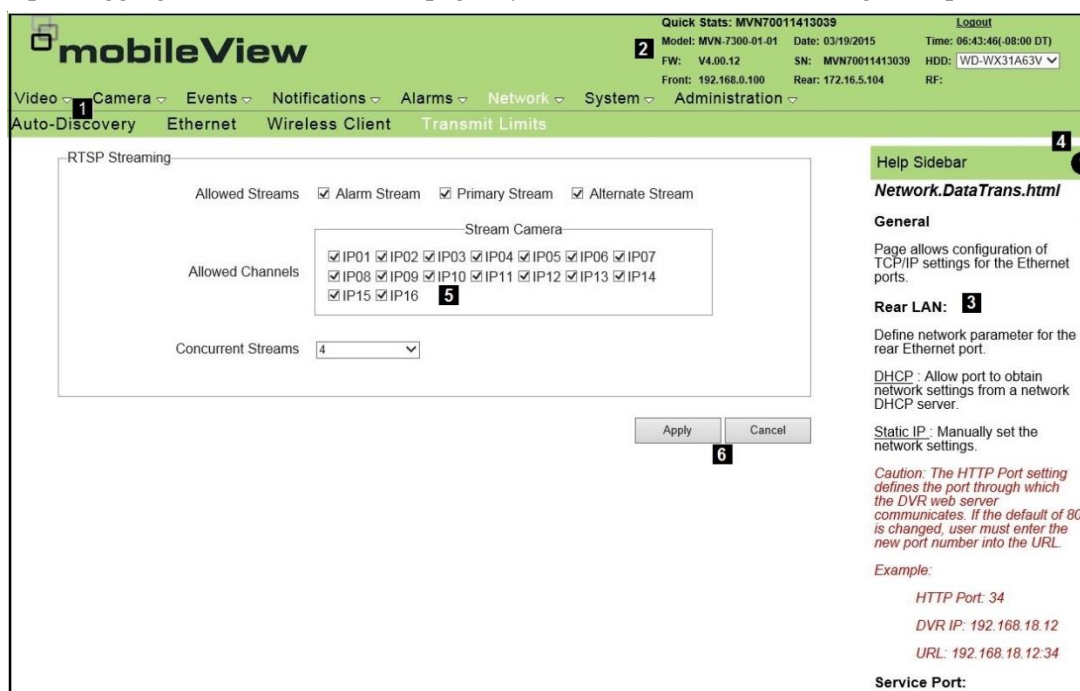 mobileView
Quick Stats: MVN70011413039
Logout
2
Model: MVN-7300-01-01 Date: 03/19/2015 Time: 06:43:46(-08:00 DT)
FW: V4.00.12 SN: MVN70011413039 HDD: WD-WX31A63V
Front: 192.168.0.100 Rear: 172.16.5.104 RF:
Video Camera Events Notifications Alarms Network System Administration
1
Auto-Discovery Ethernet Wireless Client Transmit Limits
RTSP Streaming
Allowed Streams Alarm Stream Primary Stream Alternate Stream
Stream Camera
Allowed Channels
IP01 IP02 IP03 IP04 IP05 IP06 IP07
IP08 IP09 IP10 IP11 IP12 IP13 IP14
IP15 IP16
5
Concurrent Streams 4
Apply Cancel
6
4
Help Sidebar
Network.DataTrans.html
General
Page allows configuration of
TCP/IP settings for the Ethernet
ports.
Rear LAN: 3
Define network parameter for the
rear Ethernet port.
DHCP : Allow port to obtain
network settings from a network
DHCP server.
Static IP : Manually set the
network settings.
Caution: The HTTP Port setting
defines the port through which
the DVR web server
communicates. If the default of 80
is changed, user must enter the
new port number into the URL.
Example:
HTTP Port: 34
DVR IP: 192.168.18.12
URL: 192.168.18.12:34
Service Port: